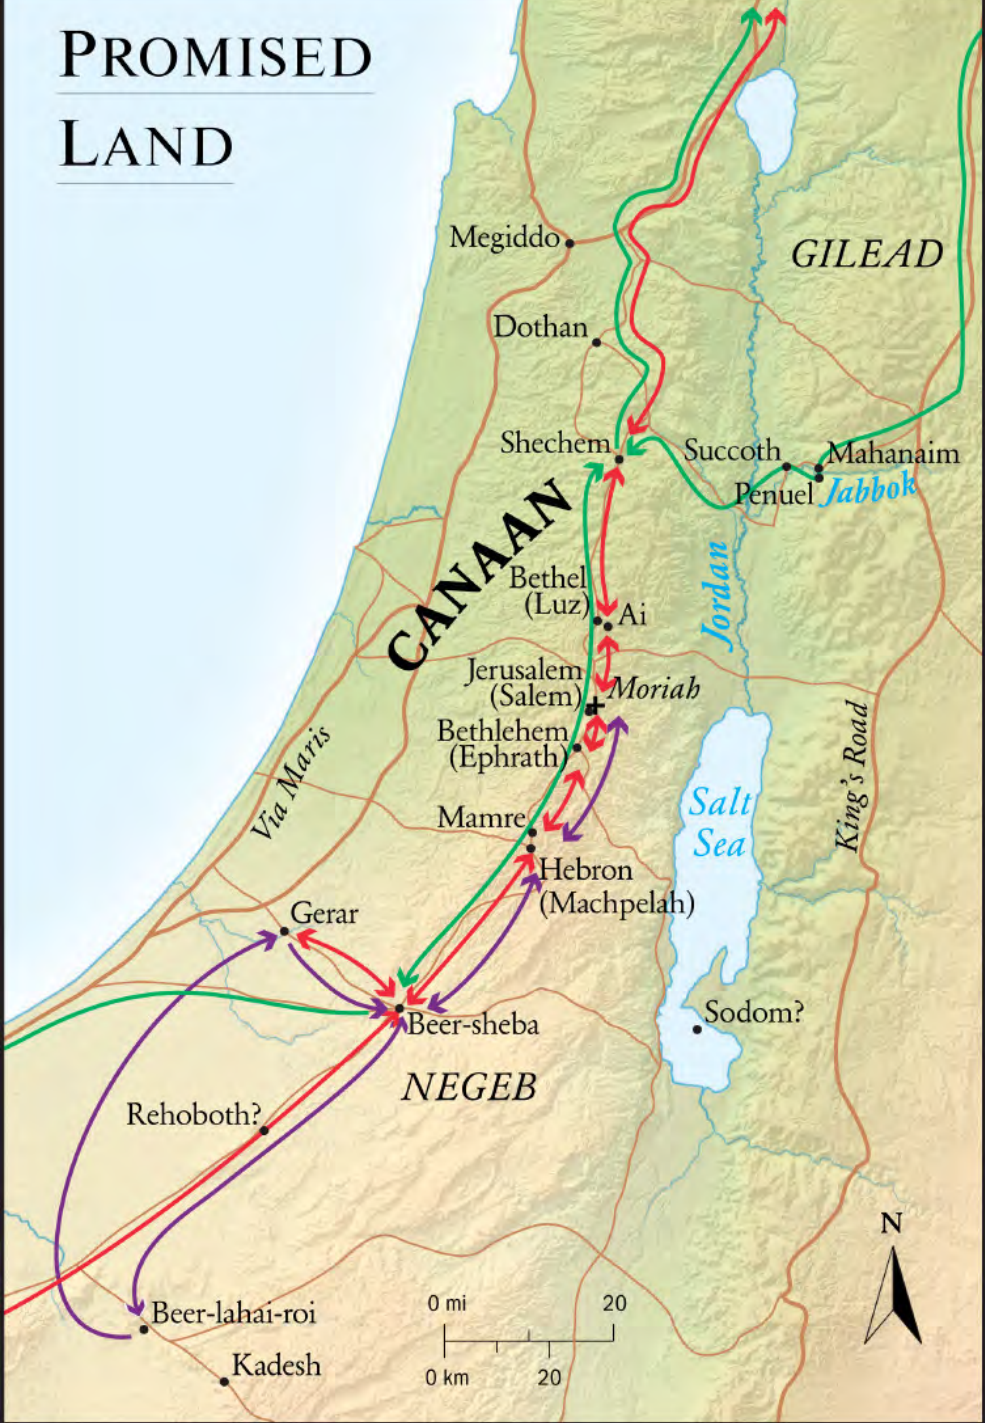 PROMISED
LAND
Megiddo
GILEAD
Dothan
Shechem
Succoth
Mahanaim
Penuel
Jabbok
CANAAN
Bethel
(Luz)
Ai
Jordan
Jerusalem
(Salem)
Moriah
Bethlehem
(Ephrath)
Via Maris
King's Road
Salt
Sea
Mamre
Hebron
(Machpelah)
Gerar
Beer-sheba
Sodom?
NEGEB
Rehoboth?
N
Beer-lahai-roi
0 mi 20
Kadesh
0 km 20